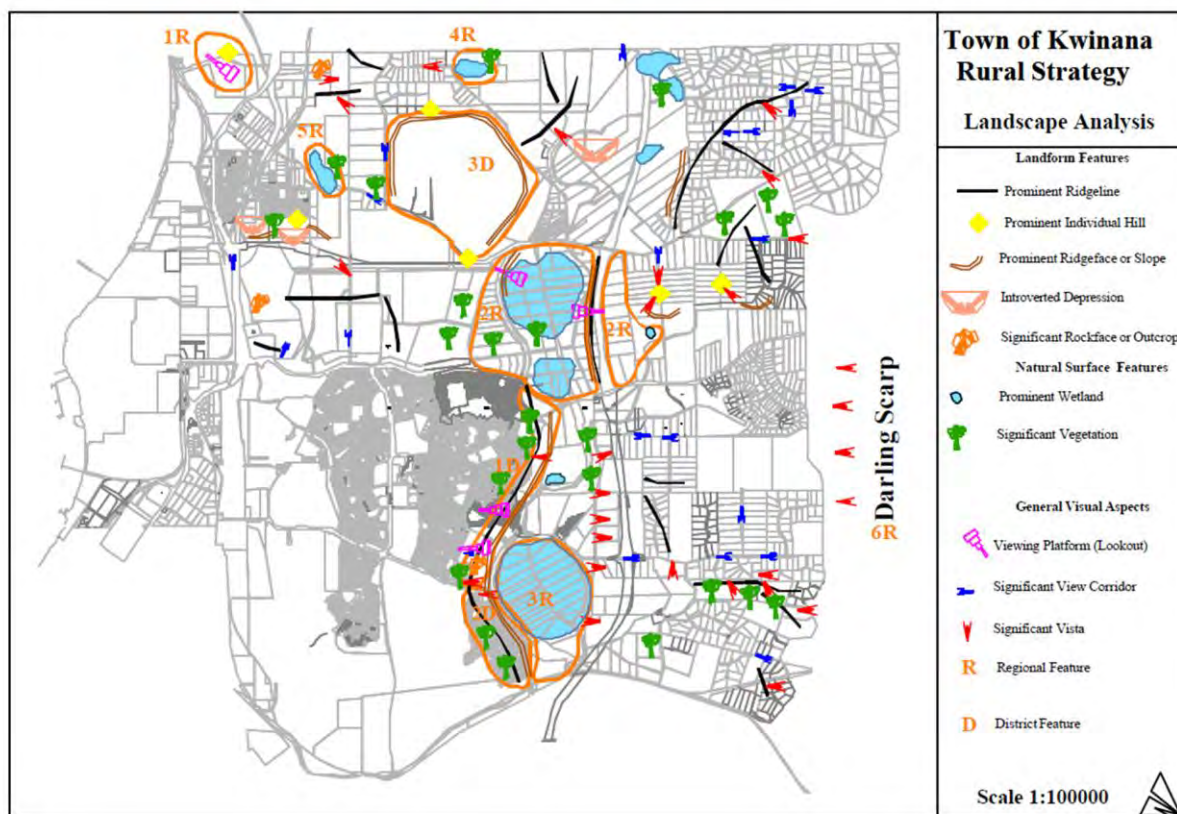 1R
4R
5R
3D
2R
2R
1D
3R
2D
Darling Scarp
6R
Town of Kwinana
Rural Strategy
Landscape Analysis
Landform Features
Prominent Ridgeline
Prominent Individual Hill
Prominent Ridgeface or Slope
Introverted Depression
Significant Rockface or Outcrop
Natural Surface Features
Prominent Wetland
Significant Vegetation
General Visual Aspects
Viewing Platform (Lookout)
Significant View Corridor
Significant Vista
R Regional Feature
D District Feature
Scale 1:100000